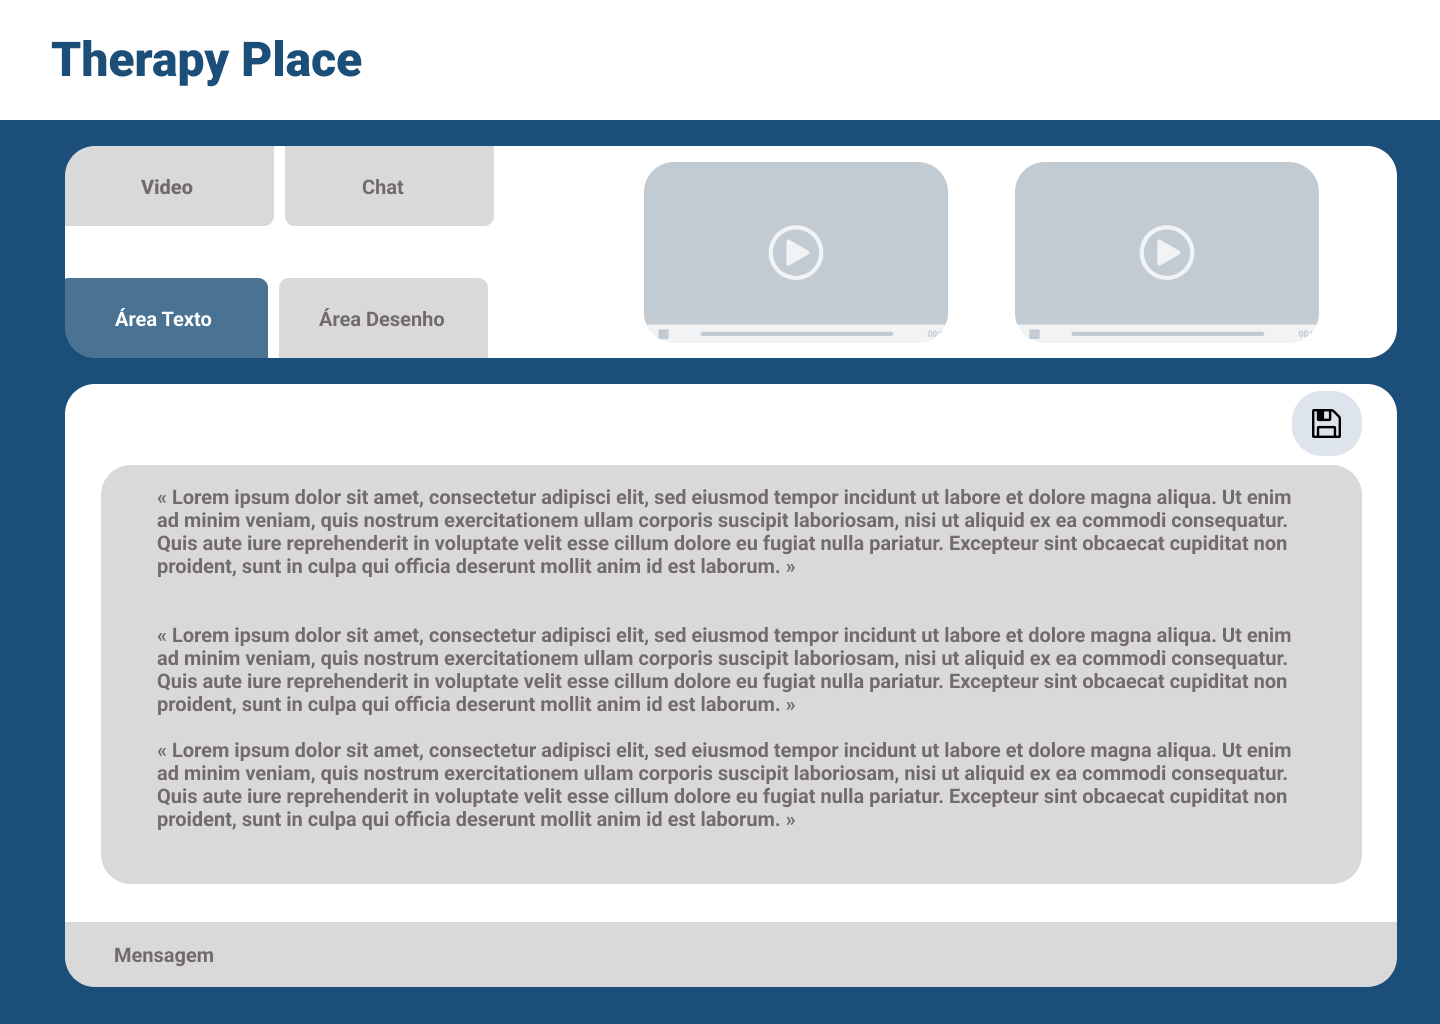 Therapy Place
Video
Chat
Área Texto
Área Desenho
« Lorem ipsum dolor sit amet, consectetur adipisci elit, sed eiusmod tempor incidunt ut labore et dolore magna aliqua. Ut enim
ad minim veniam, quis nostrum exercitationem ullam corporis suscipit laboriosam, nisi ut aliquid ex ea commodi consequatur.
Quis aute iure reprehenderit in voluptate velit esse cillum dolore eu fugiat nulla pariatur. Excepteur sint obcaecat cupiditat non
proident, sunt in culpa qui officia deserunt mollit anim id est laborum. »
« Lorem ipsum dolor sit amet, consectetur adipisci elit, sed eiusmod tempor incidunt ut labore et dolore magna aliqua. Ut enim
ad minim veniam, quis nostrum exercitationem ullam corporis suscipit laboriosam, nisi ut aliquid ex ea commodi consequatur.
Quis aute iure reprehenderit in voluptate velit esse cillum dolore eu fugiat nulla pariatur. Excepteur sint obcaecat cupiditat non
proident, sunt in culpa qui officia deserunt mollit anim id est laborum. »
« Lorem ipsum dolor sit amet, consectetur adipisci elit, sed eiusmod tempor incidunt ut labore et dolore magna aliqua. Ut enim
ad minim veniam, quis nostrum exercitationem ullam corporis suscipit laboriosam, nisi ut aliquid ex ea commodi consequatur.
Quis aute iure reprehenderit in voluptate velit esse cillum dolore eu fugiat nulla pariatur. Excepteur sint obcaecat cupiditat non
proident, sunt in culpa qui officia deserunt mollit anim id est laborum. »
Mensagem